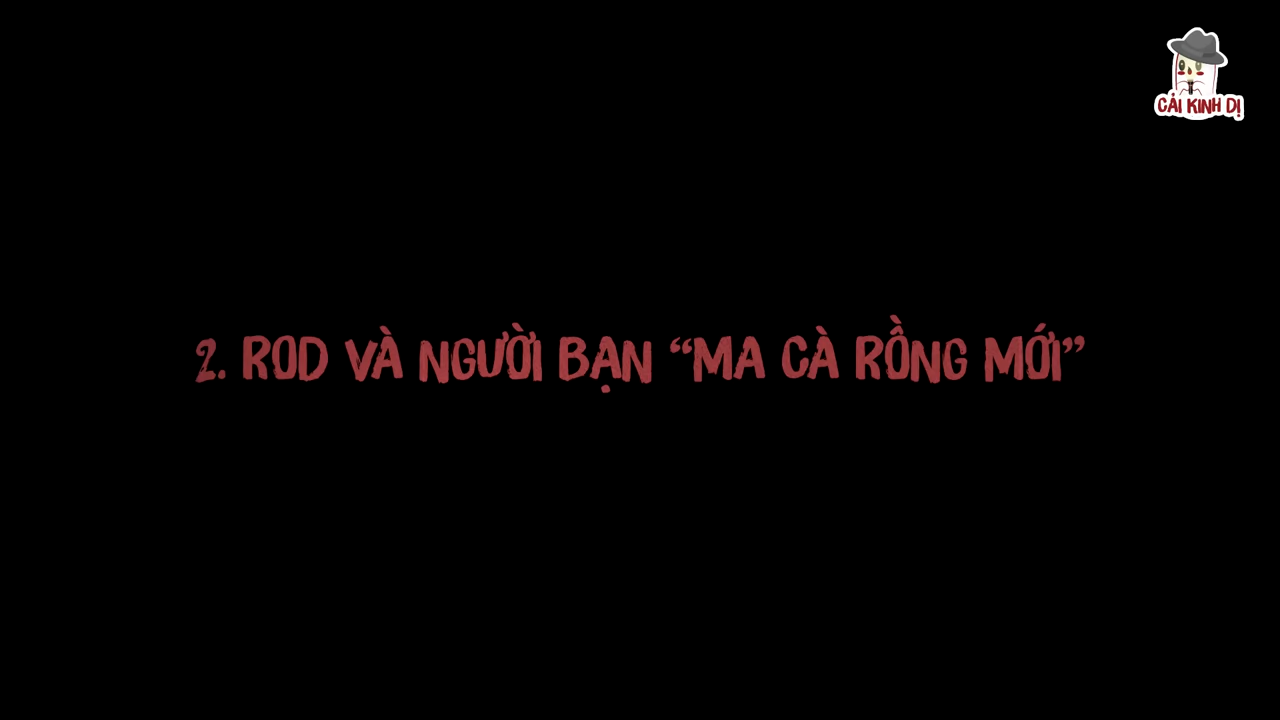 CẢI KINH DỊ
2. ROD VÀ NGƯỜI BẠN “MA CÀ RỒNG MỚI”